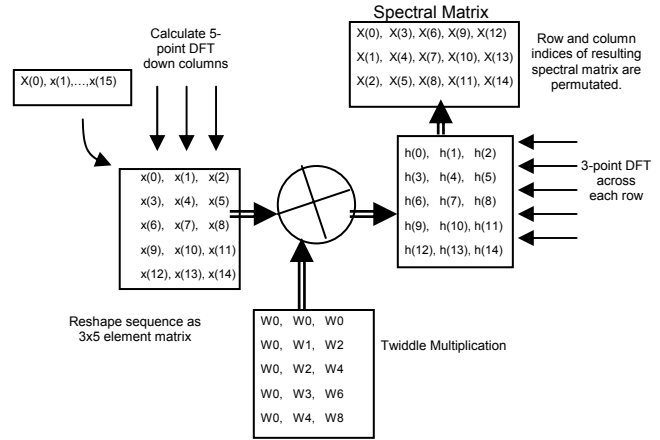 Spectral Matrix
X(0), X(3), X(6), X(9), X(12)
X(1), X(4), X(7), X(10), X(13)
X(2), X(5), X(8), X(11), X(14)
Row and column
indices of resulting
spectral matrix are
permutated.
Calculate 5-
point DFT
down columns
X(0), x(1),…,x(15)
x(0), x(1), x(2)
x(3), x(4), x(5)
x(6), x(7), x(8)
x(9), x(10), x(11)
x(12), x(13), x(14)
h(0), h(1), h(2)
h(3), h(4), h(5)
h(6), h(7), h(8)
h(9), h(10), h(11)
h(12), h(13), h(14)
3-point DFT
across
each row
Reshape sequence as
3x5 element matrix
W0, W0, W0
W0, W1, W2
W0, W2, W4
W0, W3, W6
W0, W4, W8
Twiddle Multiplication